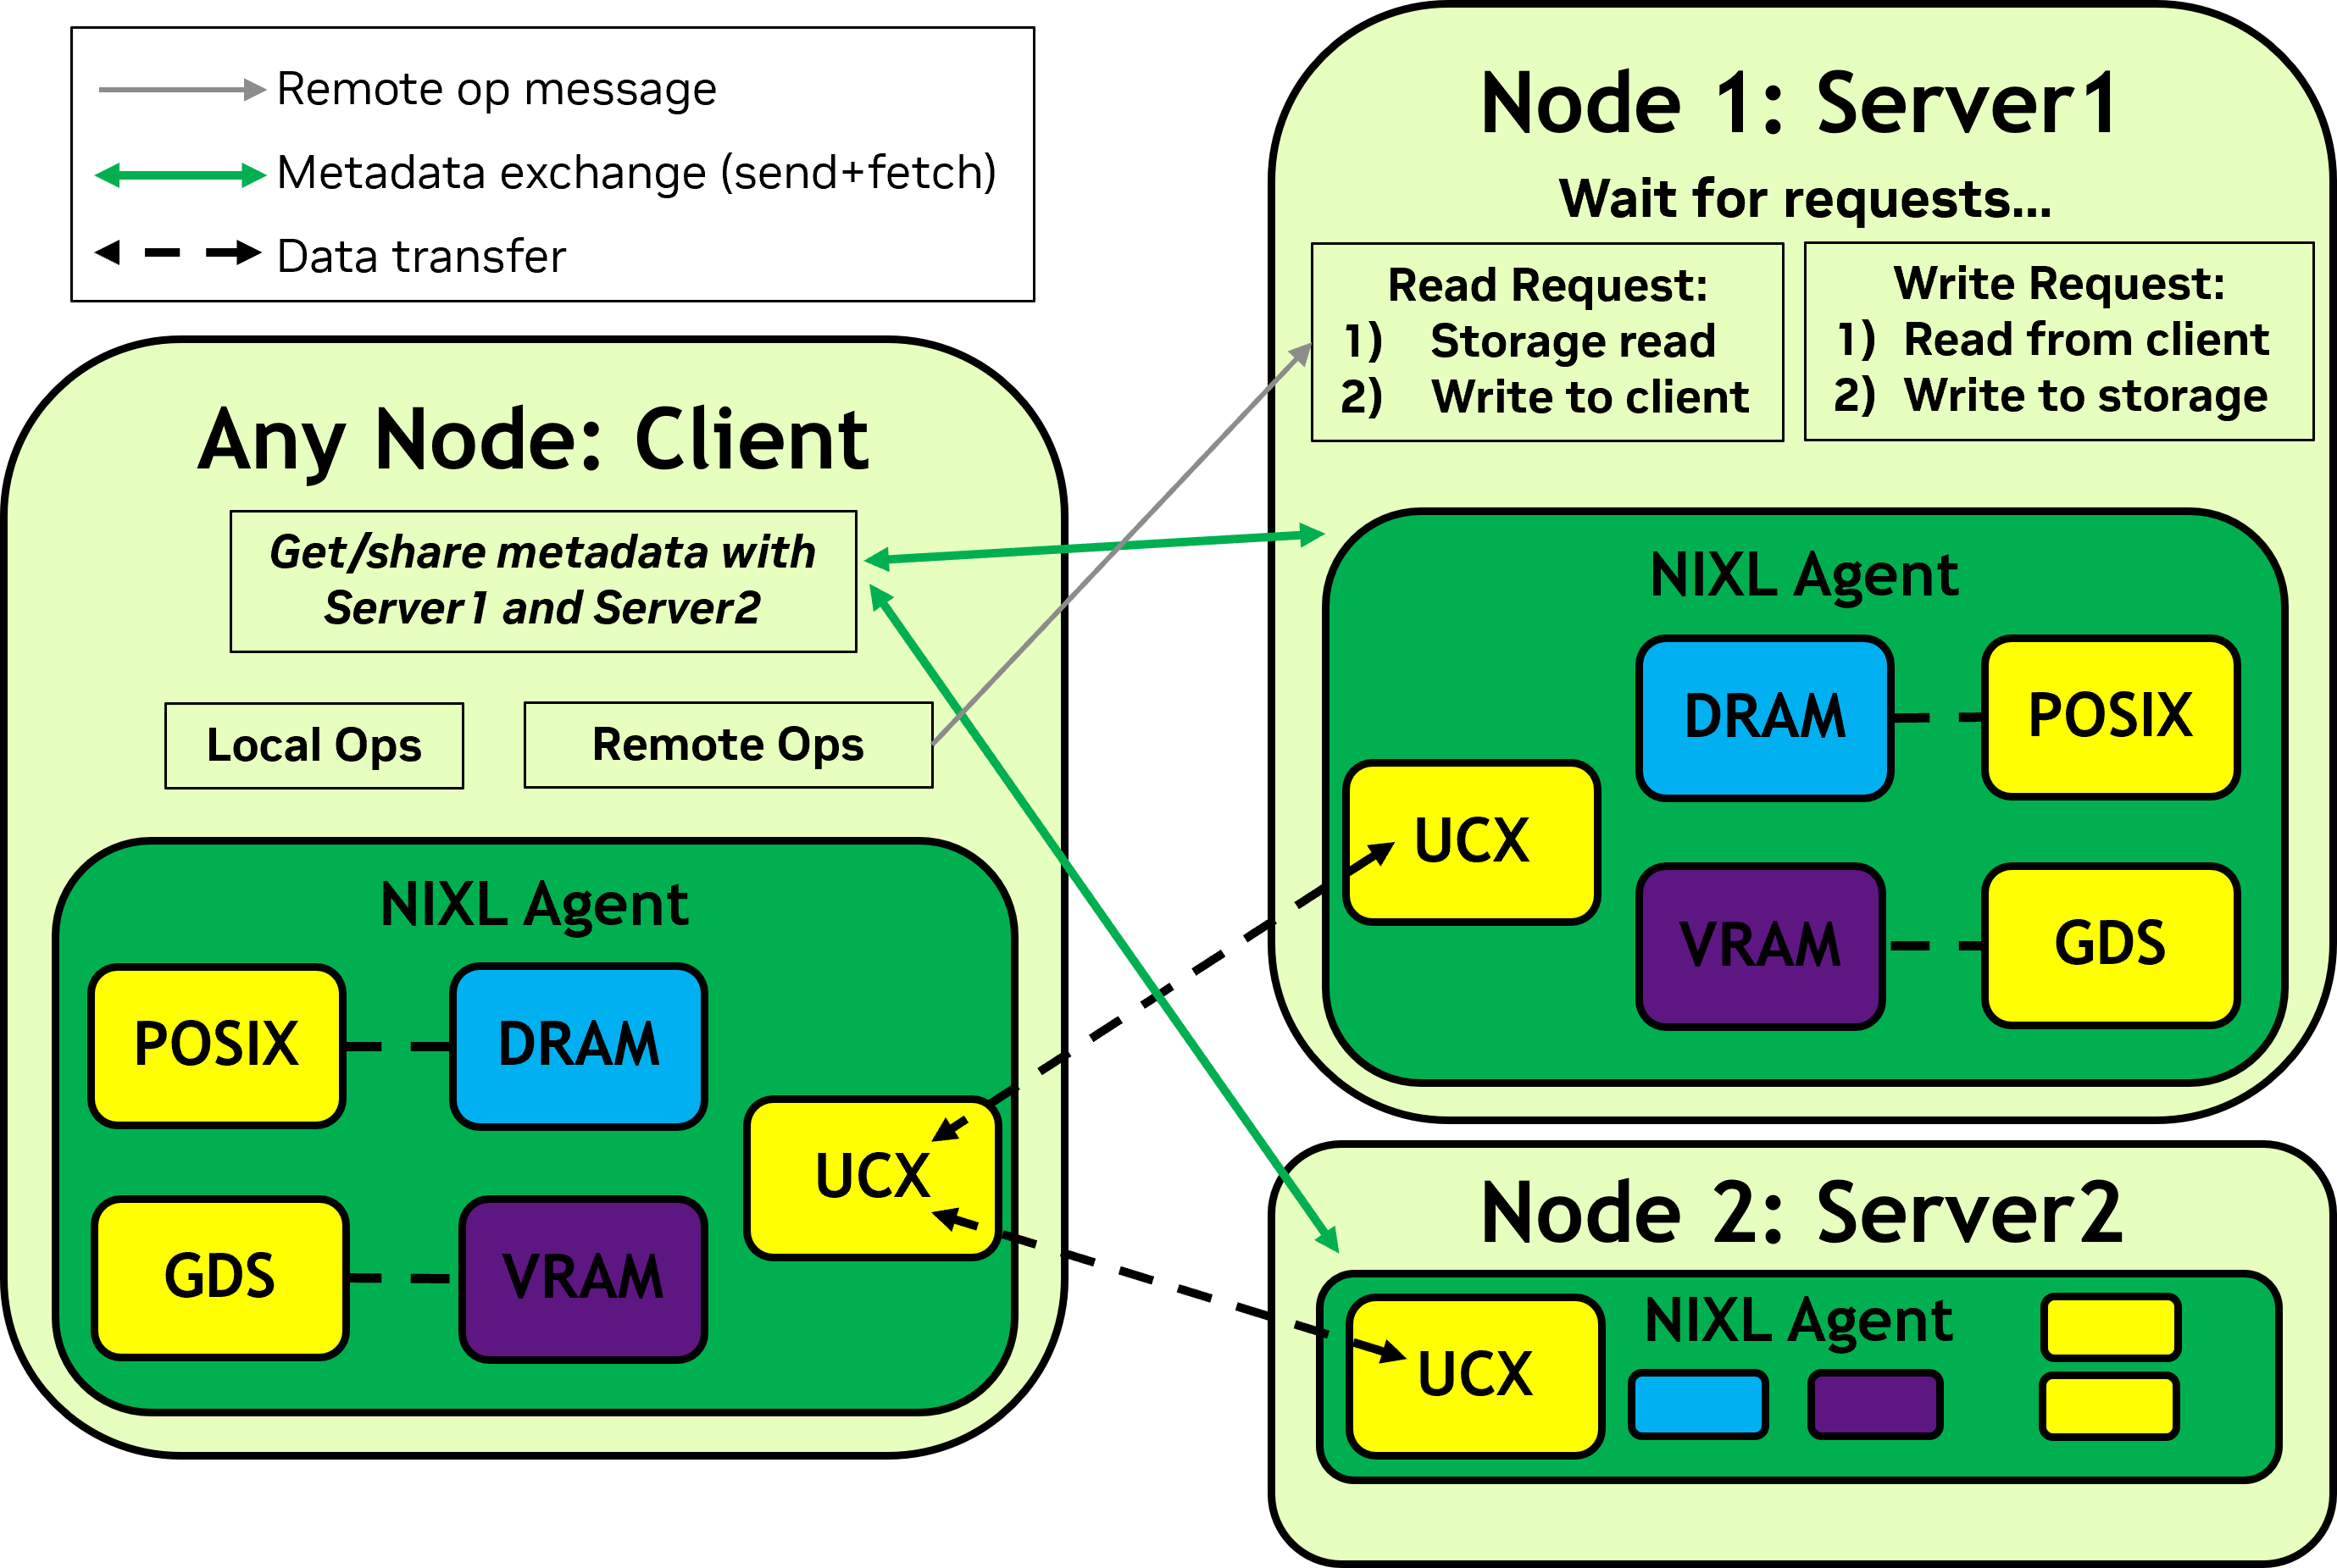 Remote op message
Metadata exchange (send+fetch)
Data transfer
Any Node: Client
Get/share metadata with
Server1 and Server2
Local Ops
Remote Ops
NIXL Agent
POSIX
DRAM
UCX
GDS
VRAM
Node 1: Server1
Wait for requests...
Read Request:
1) Storage read
2) Write to client
Write Request:
1) Read from client
2) Write to storage
NIXL Agent
DRAM
POSIX
UCX
VRAM
GDS
Node 2: Server2
NIXL Agent
UCX